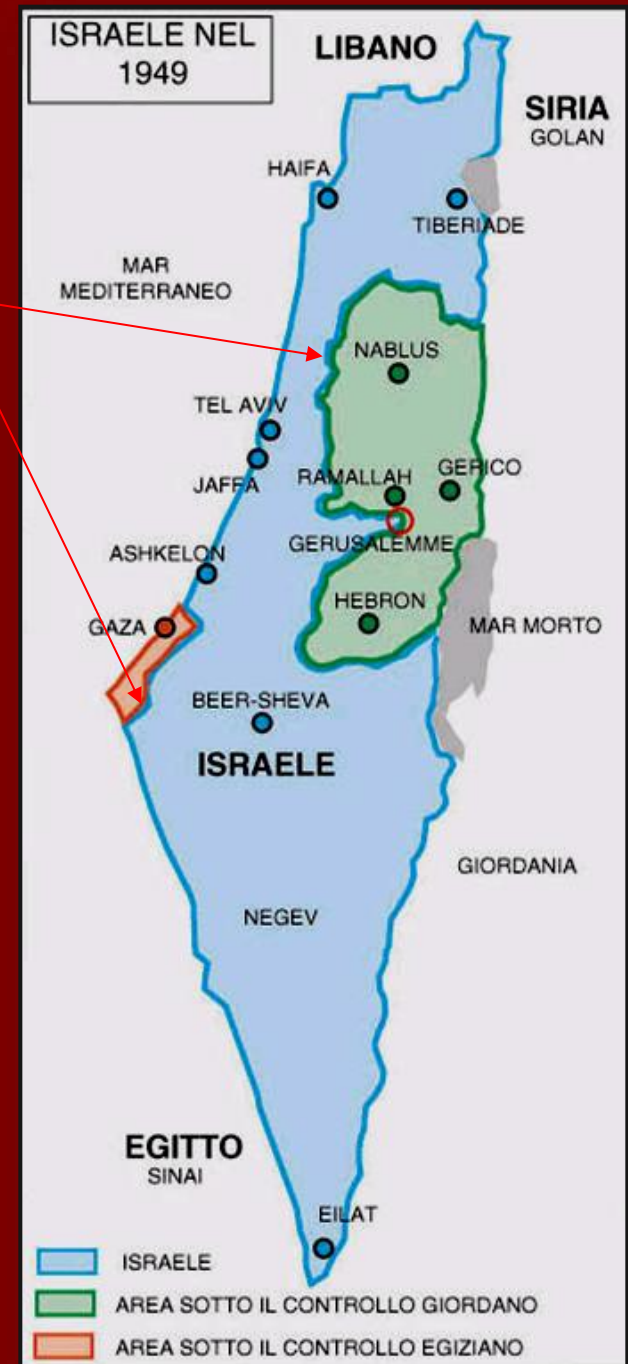 ISRAELE NEL
1949
LIBANO
SIRIA
GOLAN
HAIFA
TIBERIADE
MAR
MEDITERRANEO
NABLUS
TEL AVIV
JAFFA
RAMALLAH
GERICO
GERUSALEMME
ASHKELON
HEBRON
GAZA
MAR MORTO
BEER-SHEVA
ISRAELE
GIORDANIA
NEGEV
EGITTO
SINAI
EILAT
ISRAELE
AREA SOTTO IL CONTROLLO GIORDANO
AREA SOTTO IL CONTROLLO EGIZIANO